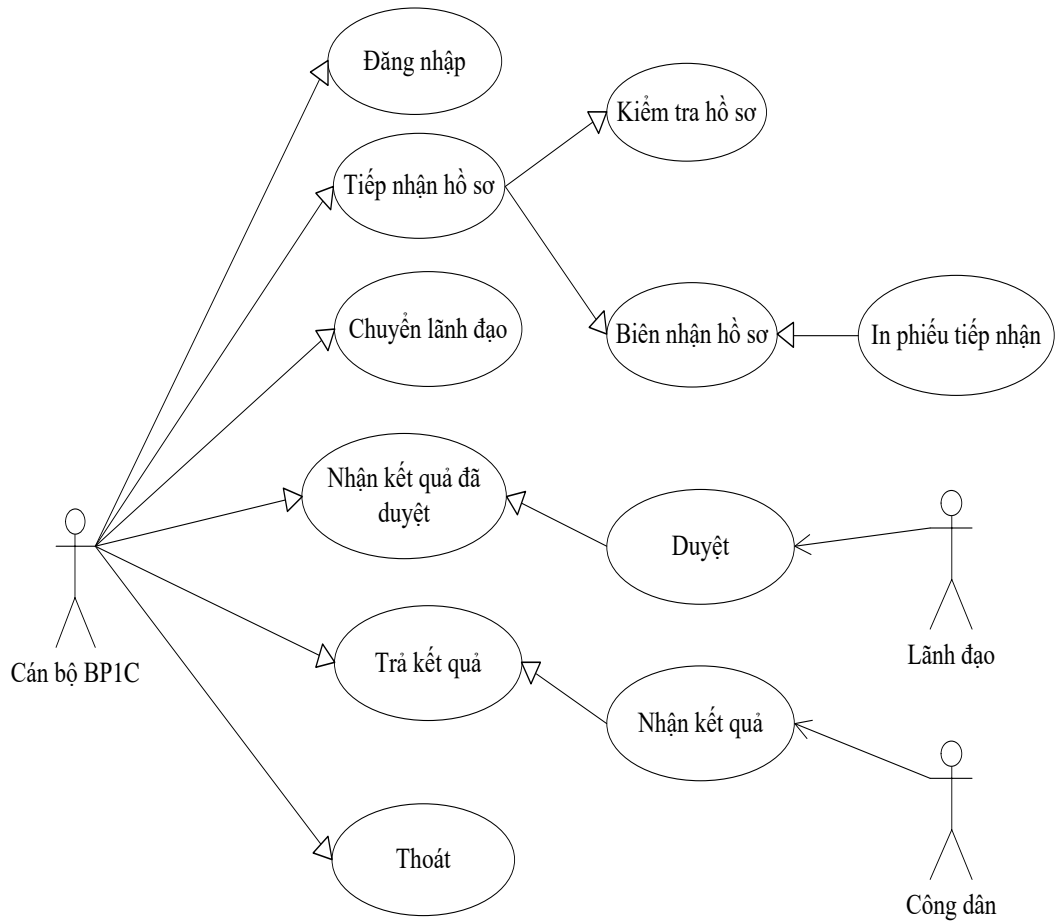 Đăng nhập
Kiểm tra hồ sơ
Tiếp nhận hồ sơ
Chuyển lãnh đạo
Biên nhận hồ sơ
In phiếu tiếp nhận
Nhận kết quả đã
duyệt
Duyệt
Lãnh đạo
Cán bộ BP1C
Trả kết quả
Nhận kết quả
Thoát
Công dân